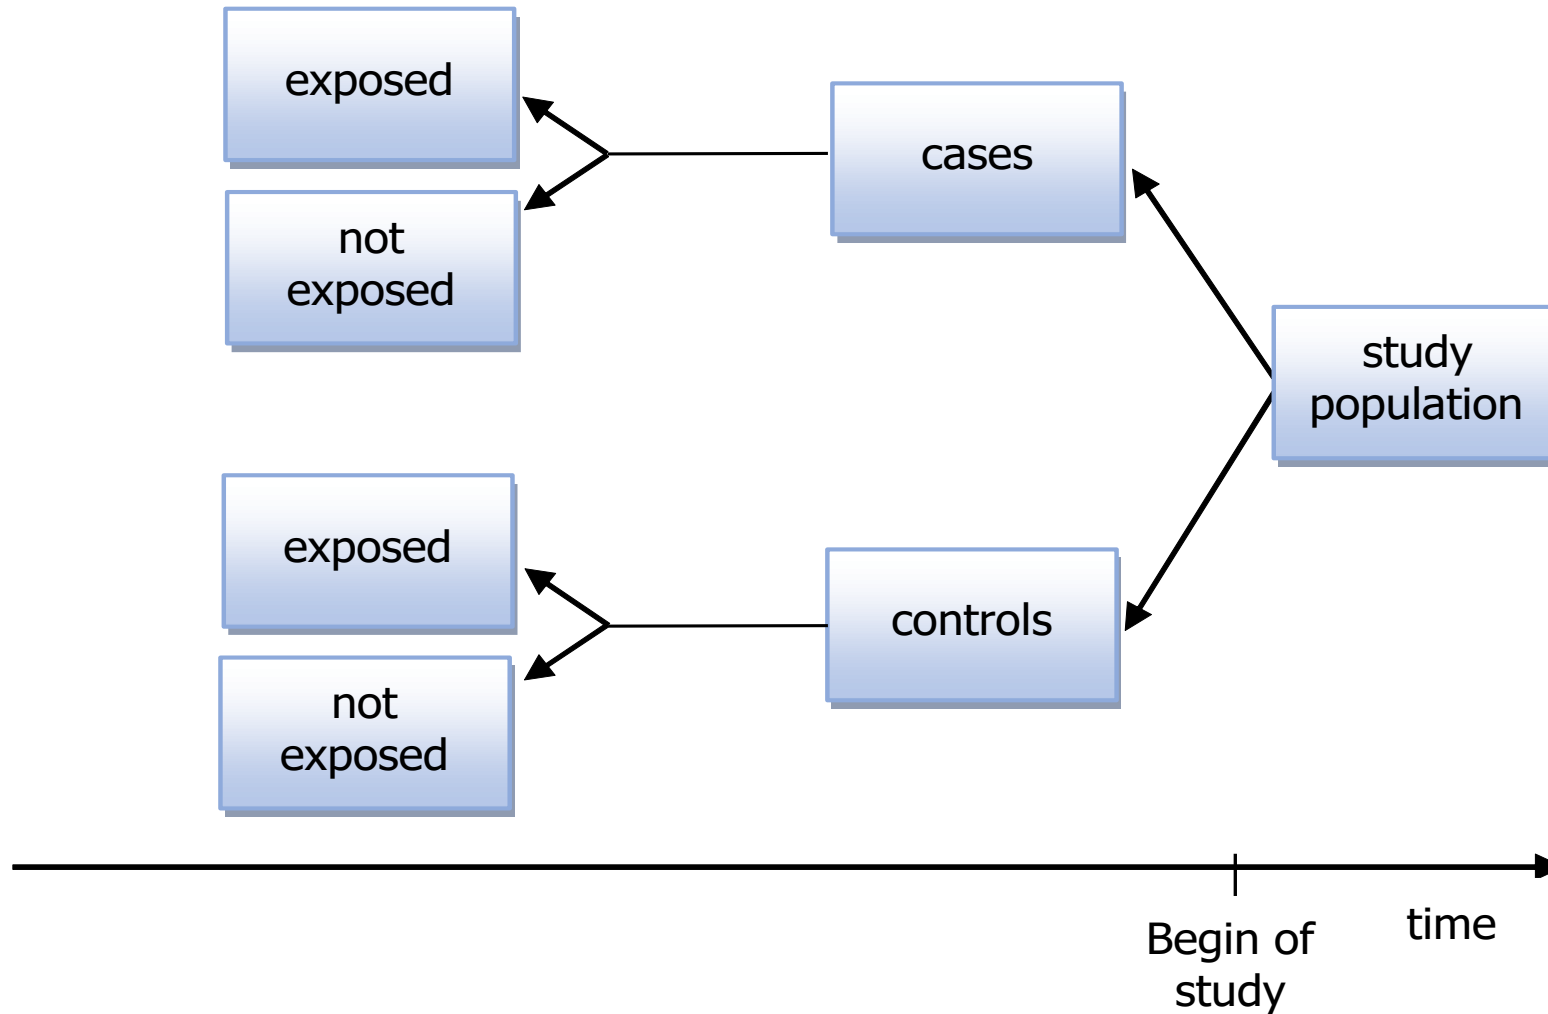 exposed
not
exposed
cases
study
population
exposed
not
exposed
controls
Begin of
study
time